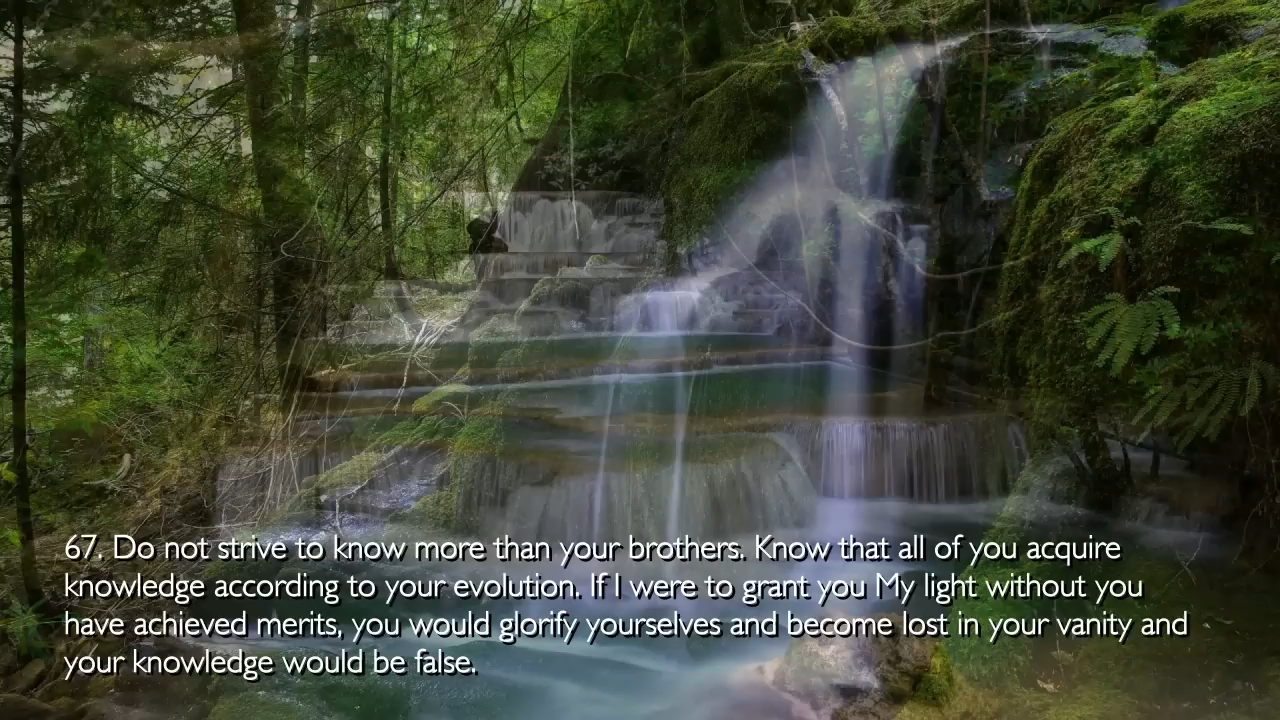 67. Do not strive to know more than your brothers. Know that all of you acquire
knowledge according to your evolution. If I were to grant you My light without you
have achieved merits, you would glorify yourselves and become lost in your vanity and
your knowledge would be false.